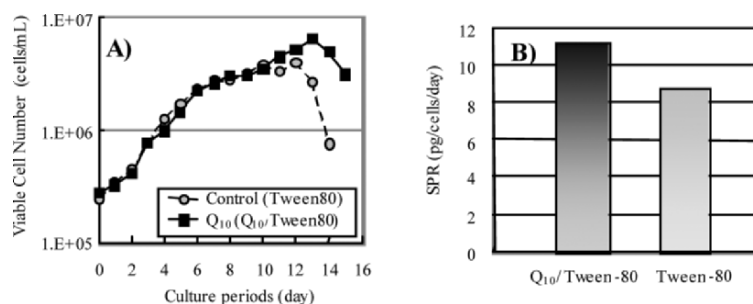 A)
Viable Cell Number (cells/mL)
1.E+07
1.E+06
1.E+05
Control (Tween80)
Q10 (Q10/Tween80)
0 2 4 6 8 10 12 14 16
Culture periods (day)
B)
SPR (pg/cells/day)
12
10
8
6
4
2
0
Q10/Tween-80 Tween-80